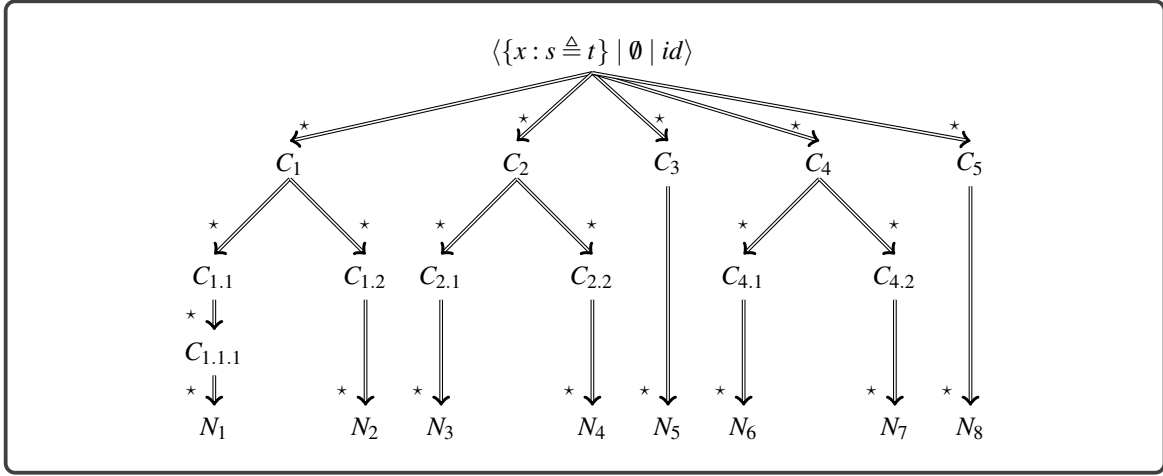 ⟨{x : s ≜ t} | ∅ | id⟩
⋆ ⋆ ⋆ ⋆ ⋆
C₁ C₂ C₃ C₄ C₅
⋆ ⋆ ⋆ ⋆ ⋆ ⋆
C₁.₁ C₁.₂ C₂.₁ C₂.₂ C₄.₁ C₄.₂
⋆
C₁.₁.₁
⋆ ⋆ ⋆ ⋆ ⋆ ⋆ ⋆ ⋆
N₁ N₂ N₃ N₄ N₅ N₆ N₇ N₈